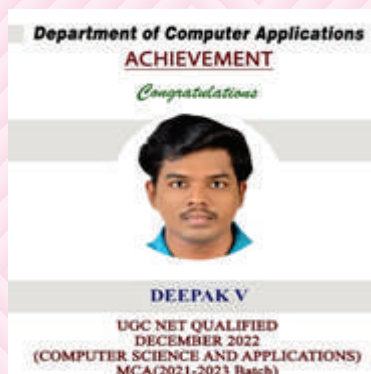 Department of Computer Applications
ACHIEVEMENT
Congratulations
DEEPAK V
UGC NET QUALIFIED
DECEMBER 2022
(COMPUTER SCIENCE AND APPLICATIONS)
MCA(2021-2023 Batch)